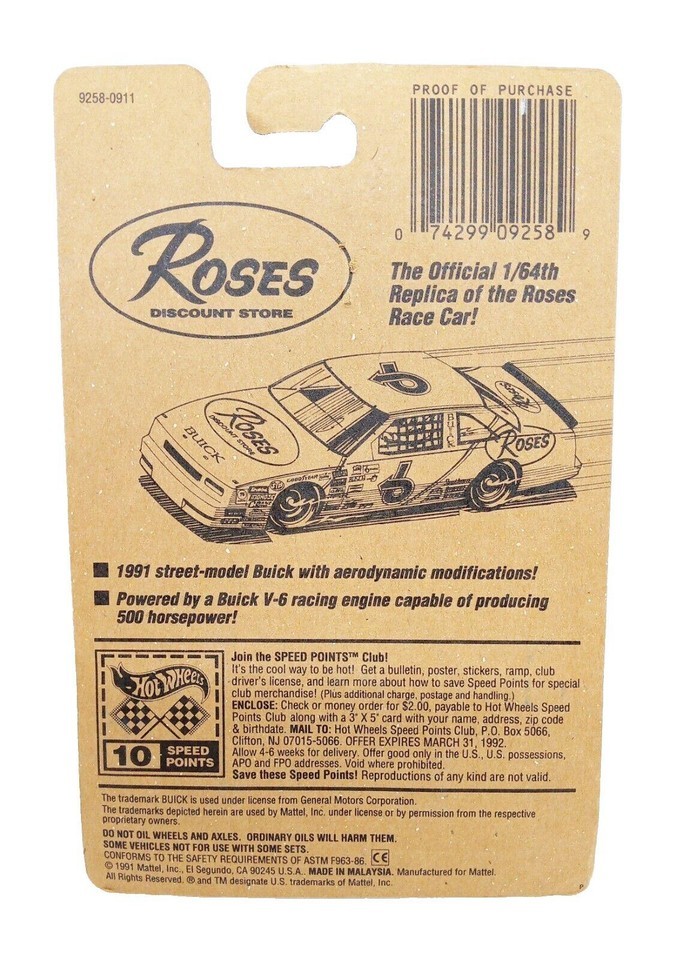 9258-0911
PROOF OF PURCHASE
0 74299 09258 9
ROSES
DISCOUNT STORE
The Official 1/64th
Replica of the Roses
Race Car!
6
ROSES
DISCOUNT STORE
BUICK
BUICK
ROSES
ROSES
GOODYEAR
6
1991 street-model Buick with aerodynamic modifications!
Powered by a Buick V-6 racing engine capable of producing
500 horsepower!
Hot Wheels
10 SPEED
POINTS
Join the SPEED POINTS™ Club!
It's the cool way to be hot! Get a bulletin, poster, stickers, ramp, club
driver's license, and learn more about how to save Speed Points for special
club merchandise! (Plus additional charge, postage and handling.)
ENCLOSE: Check or money order for $2.00, payable to Hot Wheels Speed
Points Club along with a 3" X 5" card with your name, address, zip code
& birthdate. MAIL TO: Hot Wheels Speed Points Club, P.O. Box 5066,
Clifton, NJ 07015-5066. OFFER EXPIRES MARCH 31, 1992.
Allow 4-6 weeks for delivery. Offer good only in the U.S., U.S. possessions,
APO and FPO addresses. Void where prohibited.
Save these Speed Points! Reproductions of any kind are not valid.
The trademark BUICK is used under license from General Motors Corporation.
The trademarks depicted herein are used by Mattel, Inc. under license or by permission from the respective
proprietary owners.
DO NOT OIL WHEELS AND AXLES. ORDINARY OILS WILL HARM THEM.
SOME VEHICLES NOT FOR USE WITH SOME SETS.
CONFORMS TO THE SAFETY REQUIREMENTS OF ASTM F963-86. CE
© 1991 Mattel, Inc., El Segundo, CA 90245 U.S.A.. MADE IN MALAYSIA. Manufactured for Mattel.
All Rights Reserved. ® and TM designate U.S. trademarks of Mattel, Inc.
P